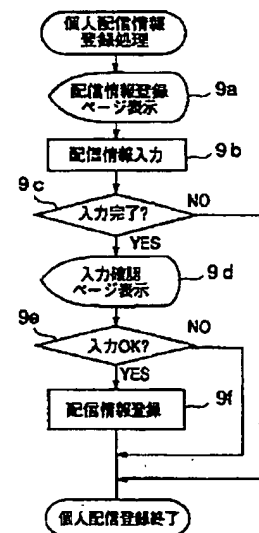 個人配信情報
登録処理
配信情報登録
ページ表示
9a
配信情報入力
9b
9c
入力完了?
NO
YES
入力確認
ページ表示
9d
9e
入力OK?
NO
YES
配信情報登録
9f
個人配信登録終了